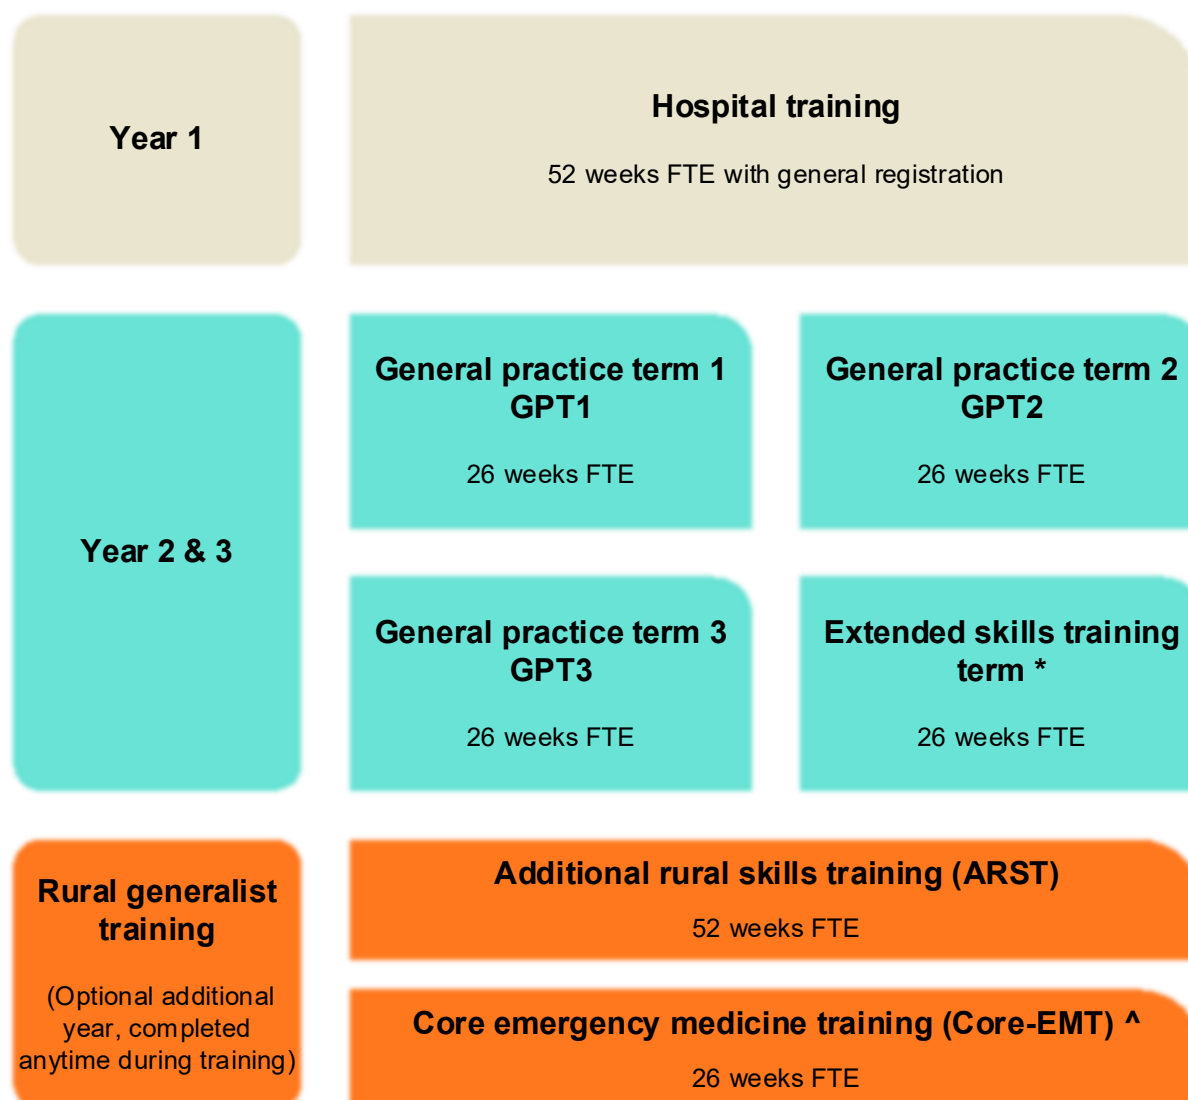 Year 1
Hospital training
52 weeks FTE with general registration
Year 2 & 3
General practice term 1
GPT1
26 weeks FTE
General practice term 2
GPT2
26 weeks FTE
General practice term 3
GPT3
26 weeks FTE
Extended skills training
term *
26 weeks FTE
Rural generalist
training
(Optional additional
year, completed
anytime during training)
Additional rural skills training (ARST)
52 weeks FTE
Core emergency medicine training (Core-EMT) ^
26 weeks FTE